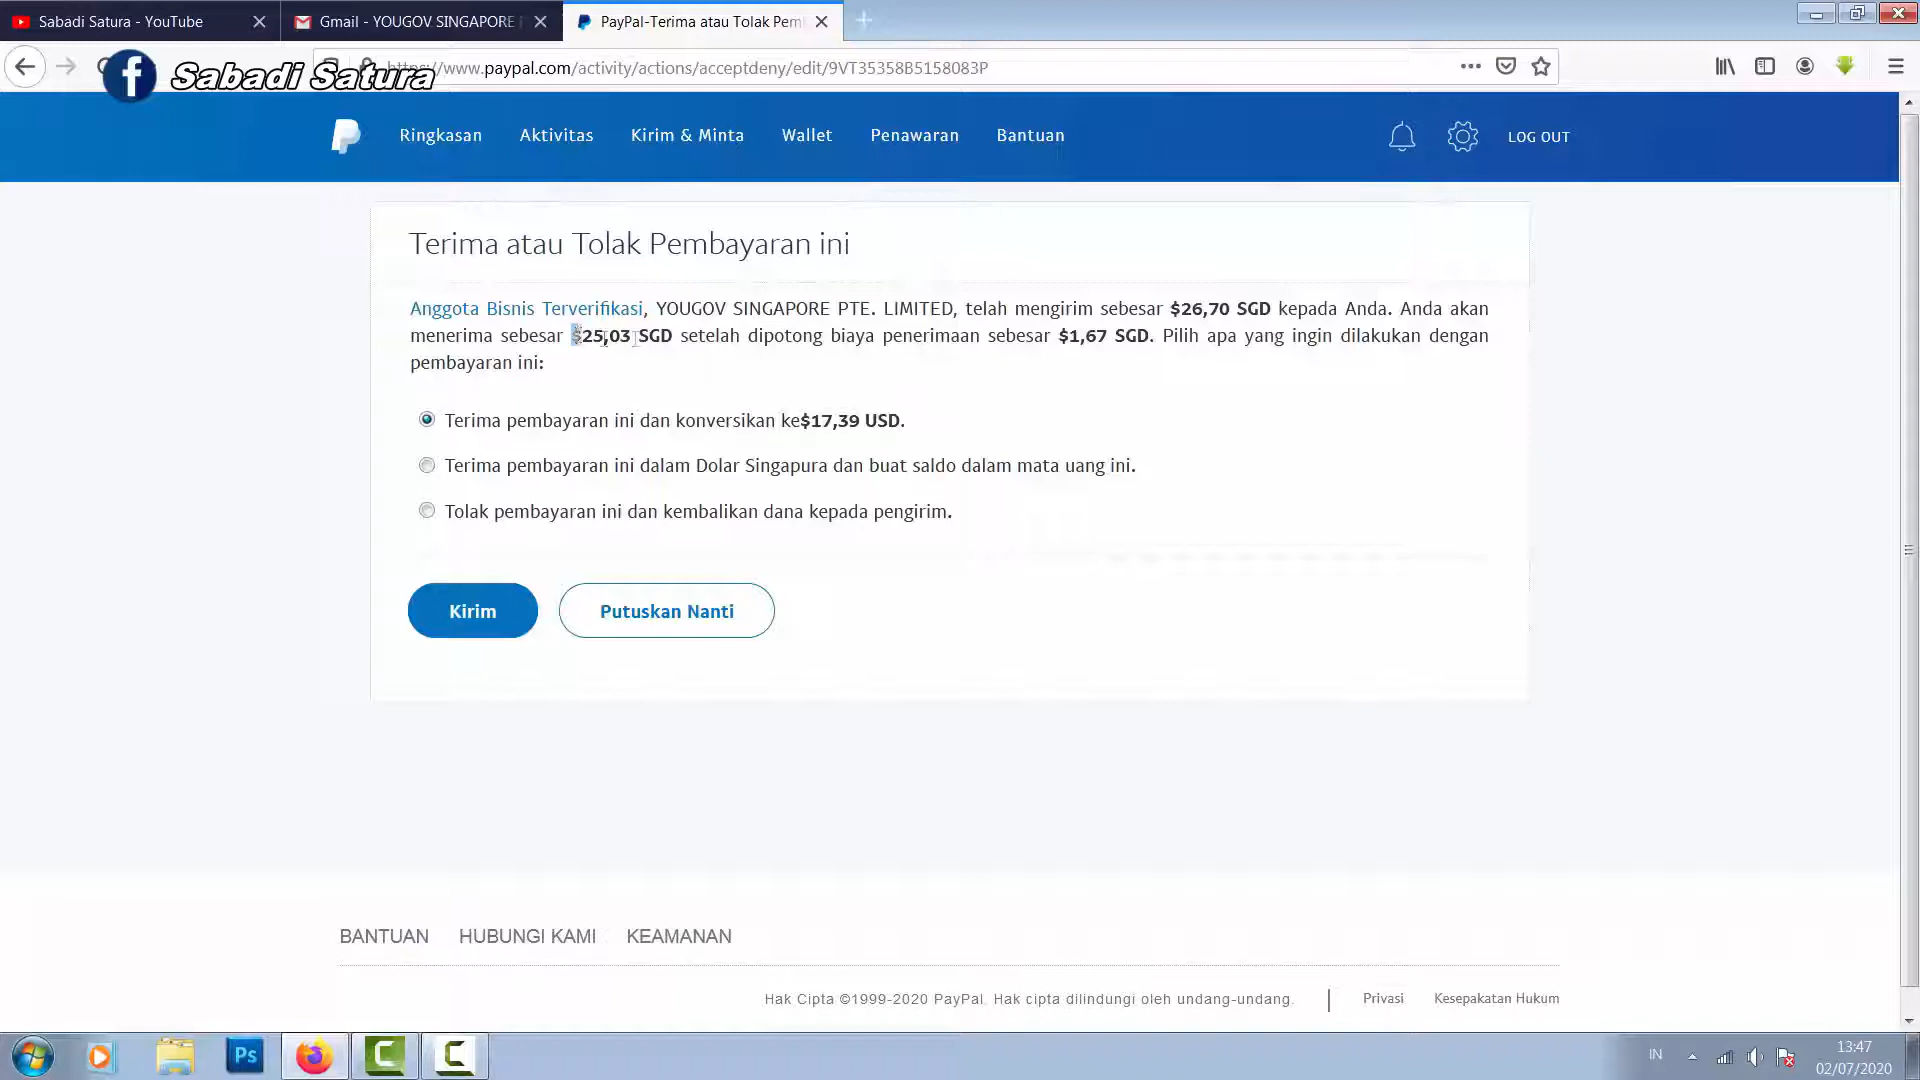 Sabadi Satura - YouTube
Gmail - YOUGOV SINGAPORE
PayPal-Terima atau Tolak Pem
Sabadi Satura
https://www.paypal.com/activity/actions/acceptdeny/edit/9VT35358B5158083P
Ringkasan Aktivitas Kirim & Minta Wallet Penawaran Bantuan LOG OUT
Terima atau Tolak Pembayaran ini
Anggota Bisnis Terverifikasi, YOUGOV SINGAPORE PTE. LIMITED, telah mengirim sebesar $26,70 SGD kepada Anda. Anda akan
menerima sebesar $25,03 SGD setelah dipotong biaya penerimaan sebesar $1,67 SGD. Pilih apa yang ingin dilakukan dengan
pembayaran ini:
Terima pembayaran ini dan konversikan ke$17,39 USD.
Terima pembayaran ini dalam Dolar Singapura dan buat saldo dalam mata uang ini.
Tolak pembayaran ini dan kembalikan dana kepada pengirim.
Kirim Putuskan Nanti
BANTUAN HUBUNGI KAMI KEAMANAN
Hak Cipta ©1999-2020 PayPal. Hak cipta dilindungi oleh undang-undang. | Privasi Kesepakatan Hukum
Ps
IN
13:47
02/07/2020